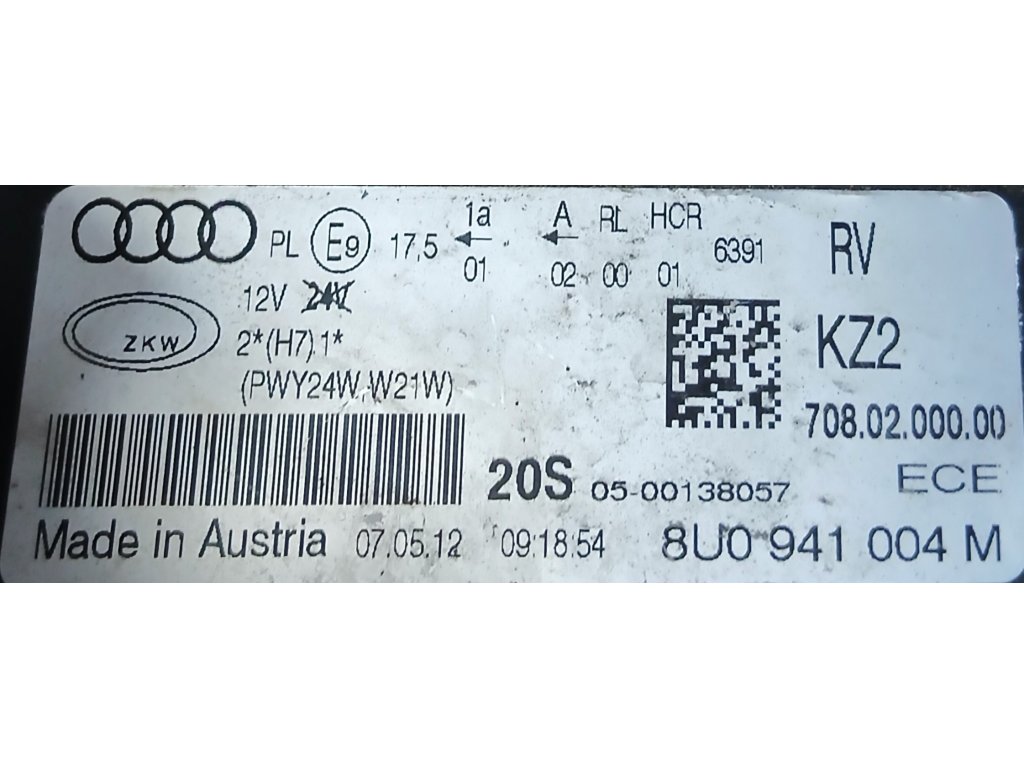 PL E9 17,5 1a A RL HCR 6391 RV
01 02 00 01
12V 24V
ZKW 2*(H7) 1* KZ2
(PWY24W W21W)
708.02.000.00
20S 05-00138057 ECE
Made in Austria 07.05.12 09:18:54 8U0 941 004 M